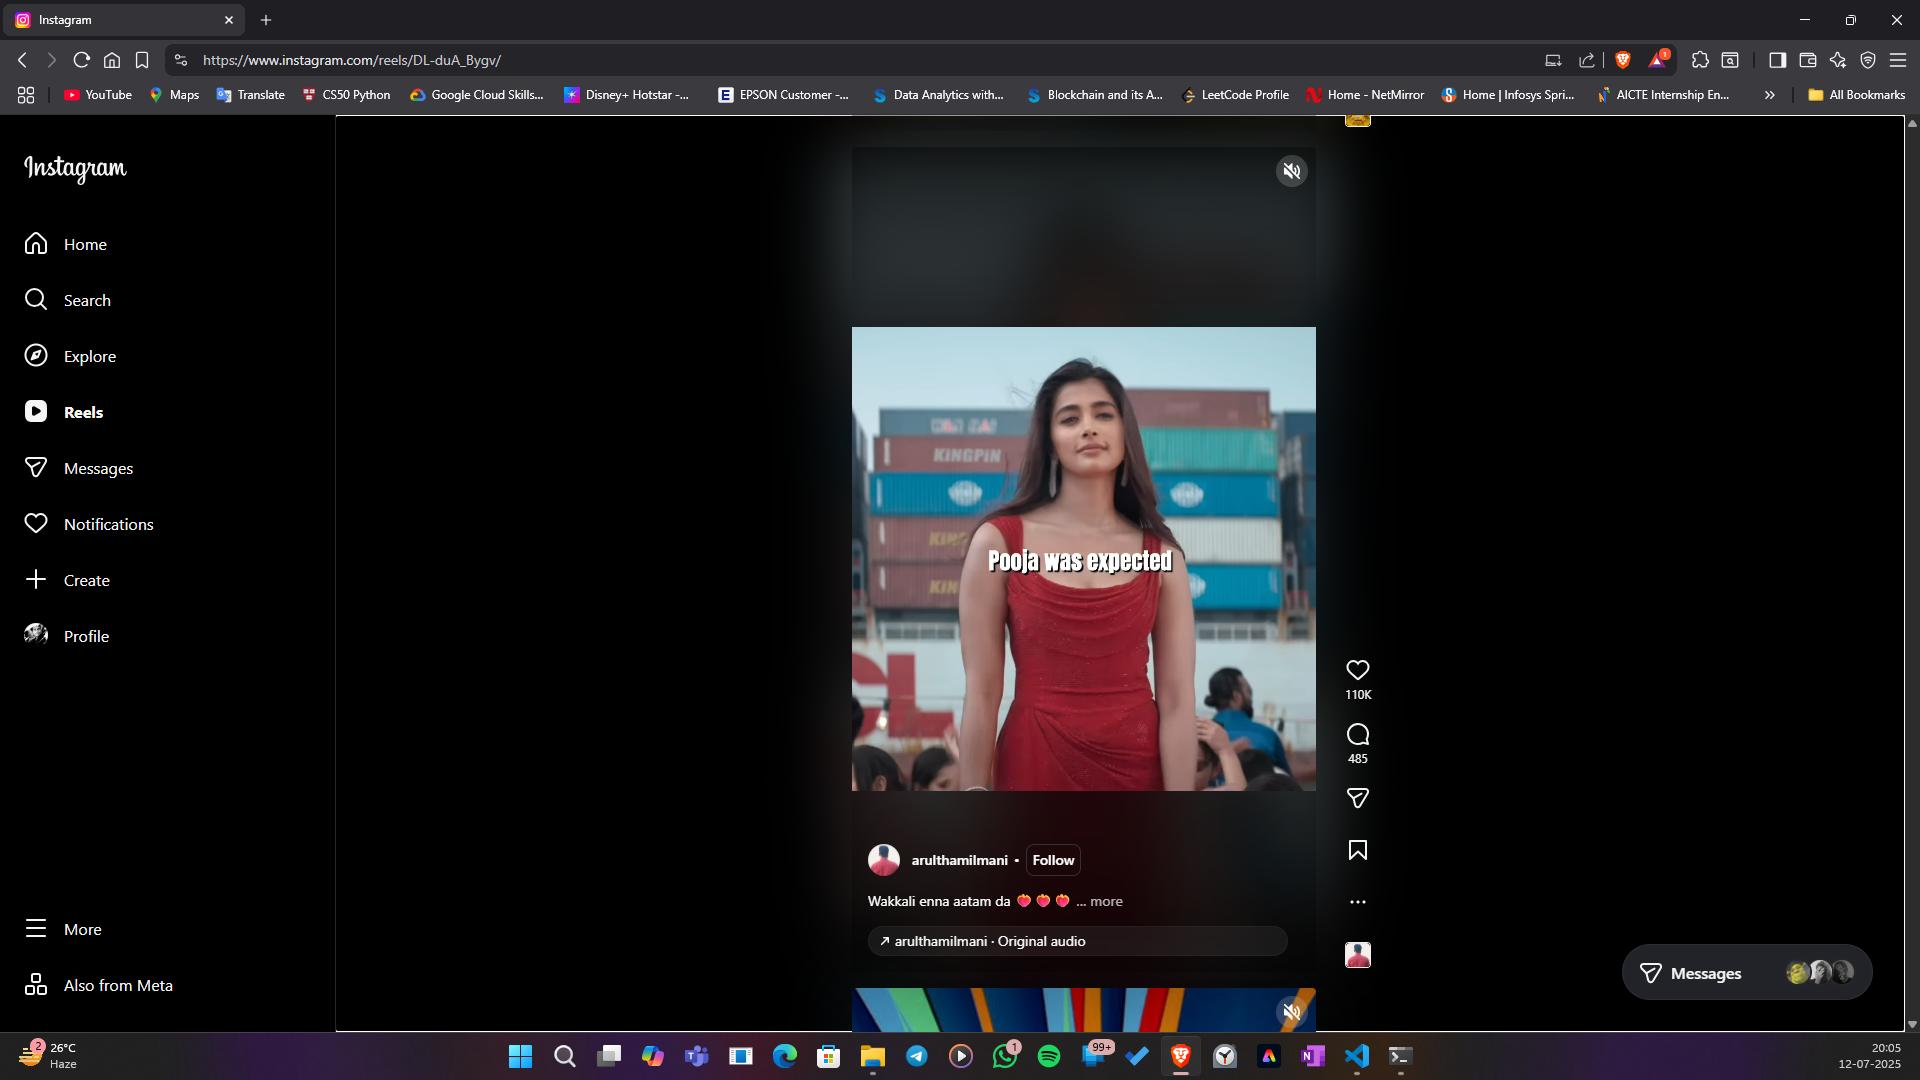 Instagram
https://www.instagram.com/reels/DL-duA_Bygv/
1
YouTube
Maps
Translate
CS50 Python
Google Cloud Skills...
Disney+ Hotstar -...
EPSON Customer -...
Data Analytics with...
Blockchain and its A...
LeetCode Profile
Home - NetMirror
Home | Infosys Spri...
AICTE Internship En...
All Bookmarks
Instagram
Home
Search
Explore
Reels
Messages
Notifications
Create
Profile
More
Also from Meta
KINGPIN
Pooja was expected
110K
485
arulthamilmani • Follow
Wakkali enna aatam da ... more
arulthamilmani · Original audio
Messages
2
26°C
Haze
1
99+
20:05
12-07-2025